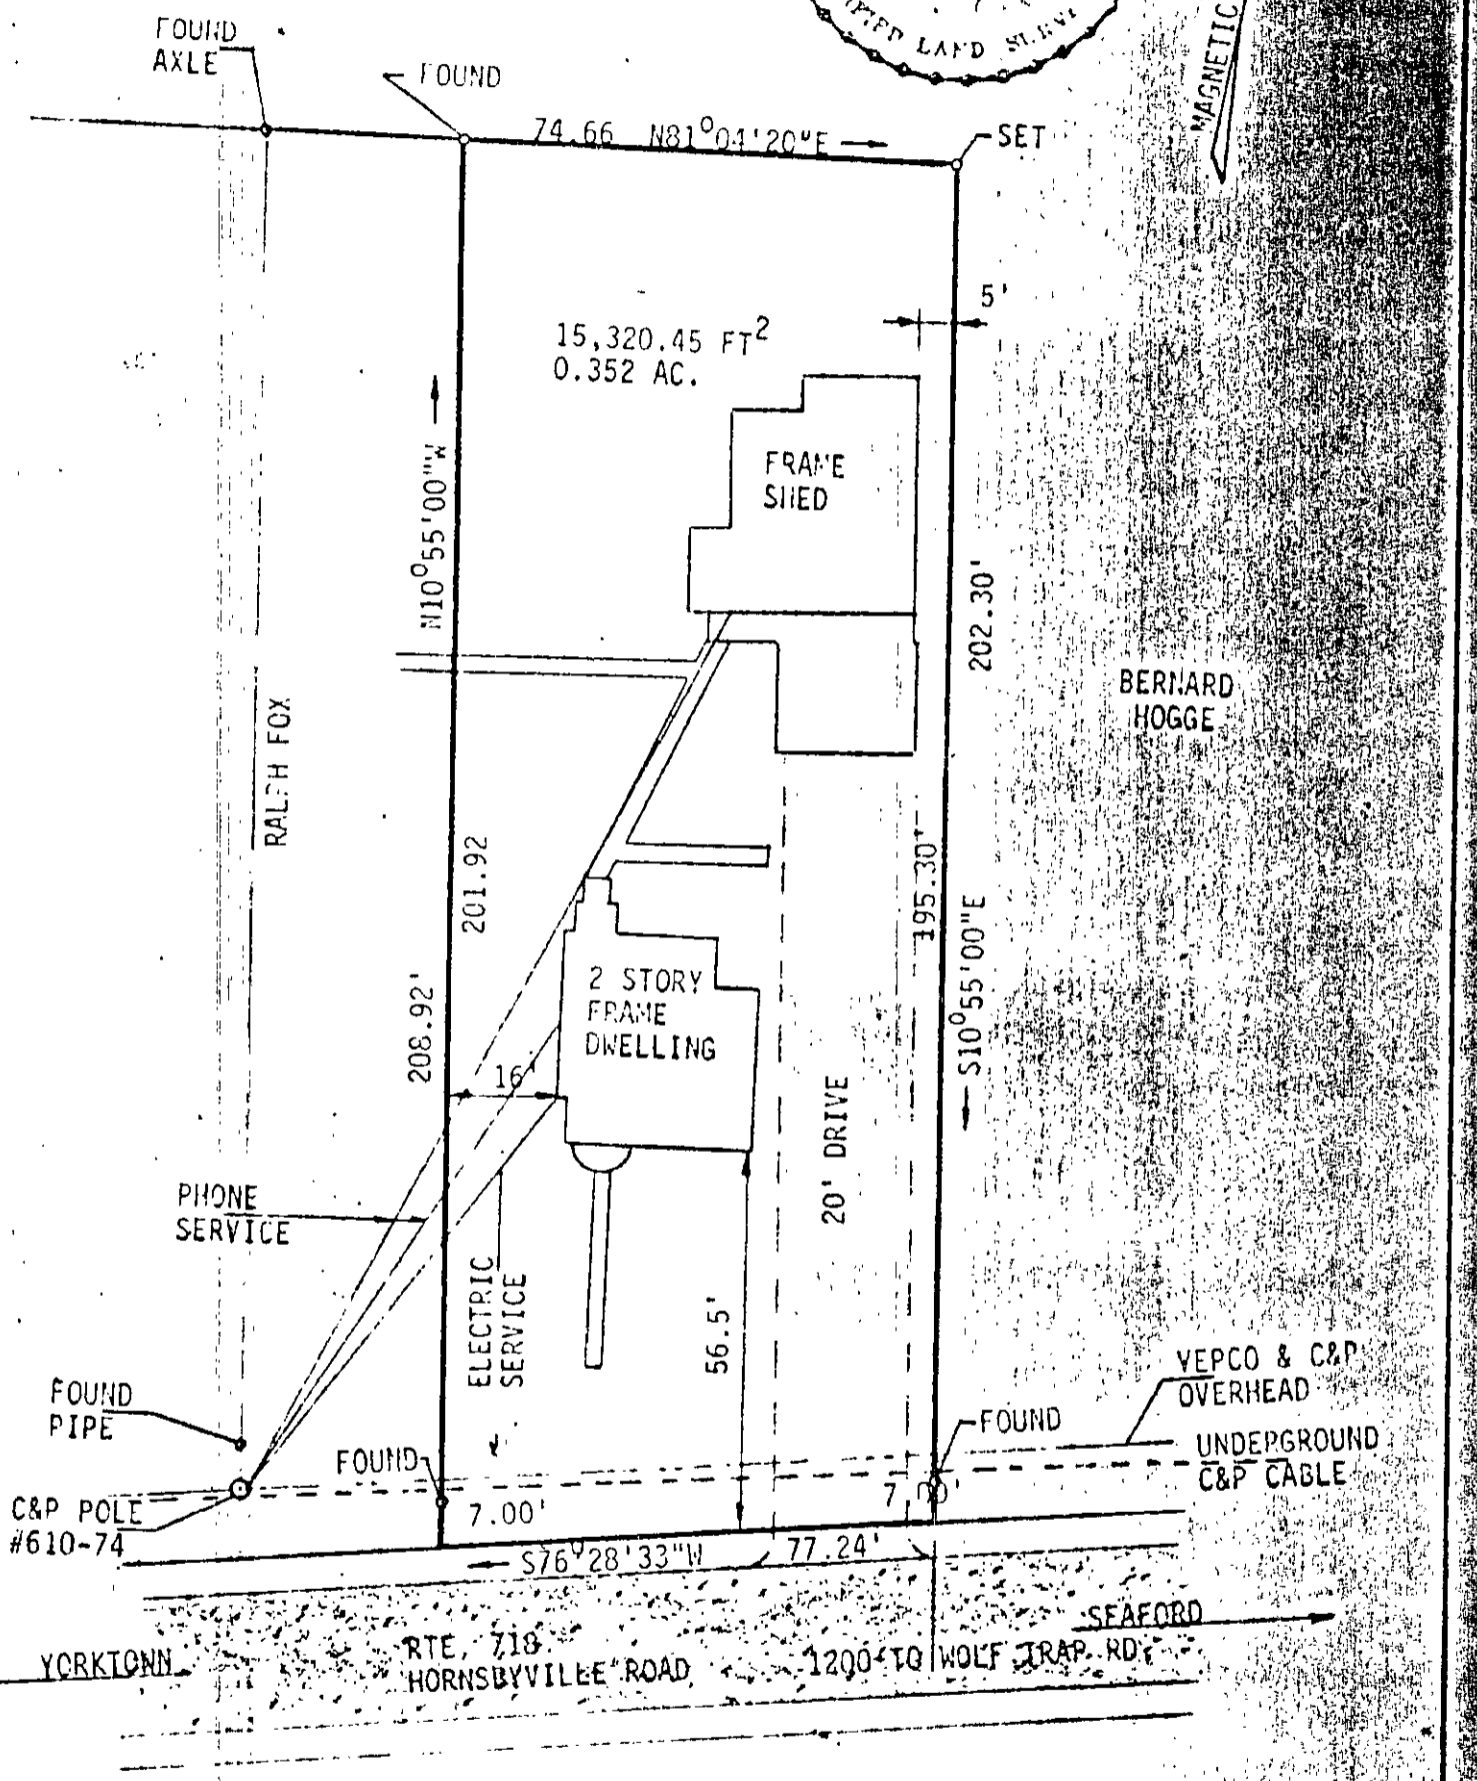 LAND
MAGNETIC
FOUND
AXLE
FOUND
74.66 N81°04'20"E
SET
5'
15,320.45 FT²
0.352 AC.
FRAME
SHED
N10°55'00"W
202.30'
BERNARD
HOGGE
RALPH FOX
201.92
195.30'
208.92'
S10°55'00"E
2 STORY
FRAME
DWELLING
16'
20' DRIVE
PHONE
SERVICE
ELECTRIC
SERVICE
56.5'
VEPCO & C&P
OVERHEAD
FOUND
PIPE
FOUND
FOUND
UNDERGROUND
C&P CABLE
C&P POLE
#610-74
7.00'
7.00'
S76°28'33"W
77.24'
SEAFORD
YORKTOWN
RTE. 718
HORNSBYVILLE ROAD
1200' TO WOLF TRAP RD.